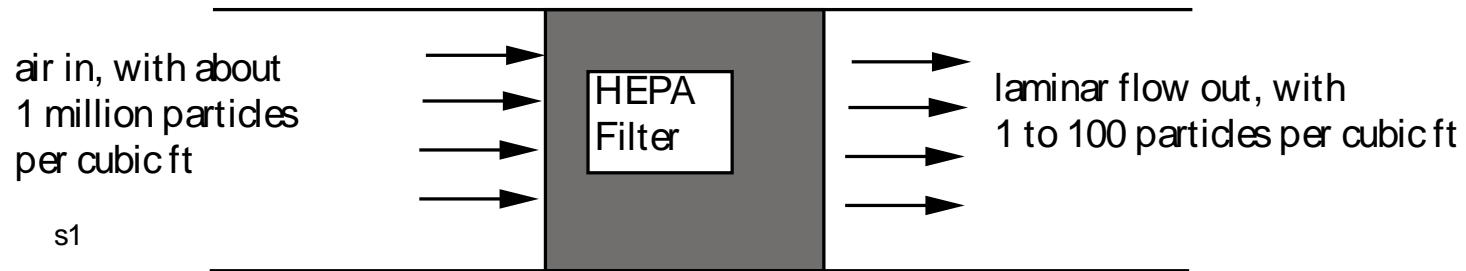 air in, with about
1 million particles
per cubic ft
HEPA
Filter
laminar flow out, with
1 to 100 particles per cubic ft
s1